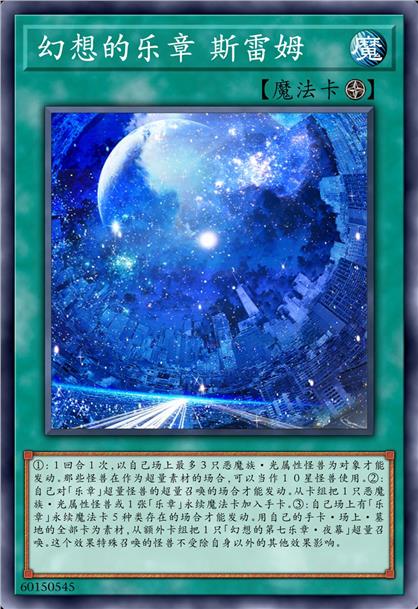 幻想的乐章 斯雷姆
魔
【魔法卡】
①:1回合1次,以自己场上最多3只恶魔族·光属性怪兽为对象才能
发动。那些怪兽在作为超量素材的场合,可以当作10星怪兽使用。②:
自己对「乐章」超量怪兽的超量召唤的场合才能发动。从卡组把1只恶魔
族·光属性怪兽或1张「乐章」永续魔法卡加入手卡。③:自己场上有「乐
章」永续魔法卡5种类存在的场合才能发动。用自己的手卡·场上·墓
地的全部卡为素材,从额外卡组把1只「幻想的第七乐章·夜幕」超量召
唤。这个效果特殊召唤的怪兽不受除自身以外的其他效果影响。
60150545